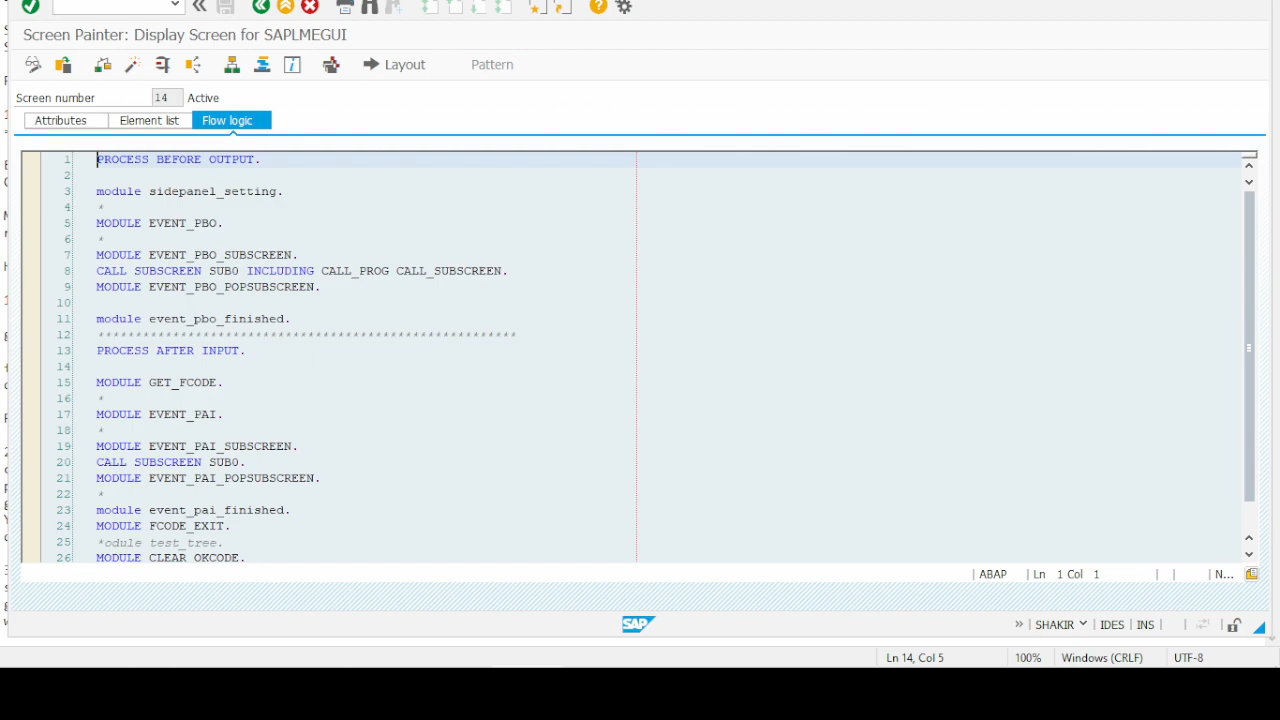 Screen Painter: Display Screen for SAPLMEGUI
Layout Pattern
Screen number 14 Active
Attributes Element list Flow logic
1 PROCESS BEFORE OUTPUT.
2
3 module sidepanel_setting.
4 *
5 MODULE EVENT_PBO.
6 *
7 MODULE EVENT_PBO_SUBSCREEN.
8 CALL SUBSCREEN SUB0 INCLUDING CALL_PROG CALL_SUBSCREEN.
9 MODULE EVENT_PBO_POPSUBSCREEN.
10
11 module event_pbo_finished.
12 ********************************************************
13 PROCESS AFTER INPUT.
14
15 MODULE GET_FCODE.
16 *
17 MODULE EVENT_PAI.
18 *
19 MODULE EVENT_PAI_SUBSCREEN.
20 CALL SUBSCREEN SUB0.
21 MODULE EVENT_PAI_POPSUBSCREEN.
22 *
23 module event_pai_finished.
24 MODULE FCODE_EXIT.
25 *odule test_tree.
26 MODULE CLEAR_OKCODE.
ABAP Ln 1 Col 1 N...
SAP
» SHAKIR IDES INS
Ln 14, Col 5 100% Windows (CRLF) UTF-8